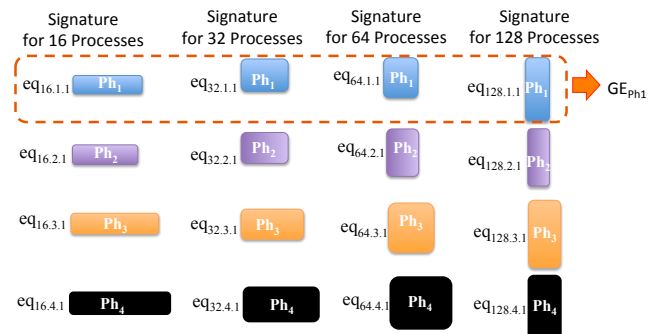 Signature for 16 Processes
Signature for 32 Processes
Signature for 64 Processes
Signature for 128 Processes
eq16.1.1 Ph1 eq32.1.1 Ph1 eq64.1.1 Ph1 eq128.1.1 Ph1 GEPh1
eq16.2.1 Ph2 eq32.2.1 Ph2 eq64.2.1 Ph2 eq128.2.1 Ph2
eq16.3.1 Ph3 eq32.3.1 Ph3 eq64.3.1 Ph3 eq128.3.1 Ph3
eq16.4.1 Ph4 eq32.4.1 Ph4 eq64.4.1 Ph4 eq128.4.1 Ph4